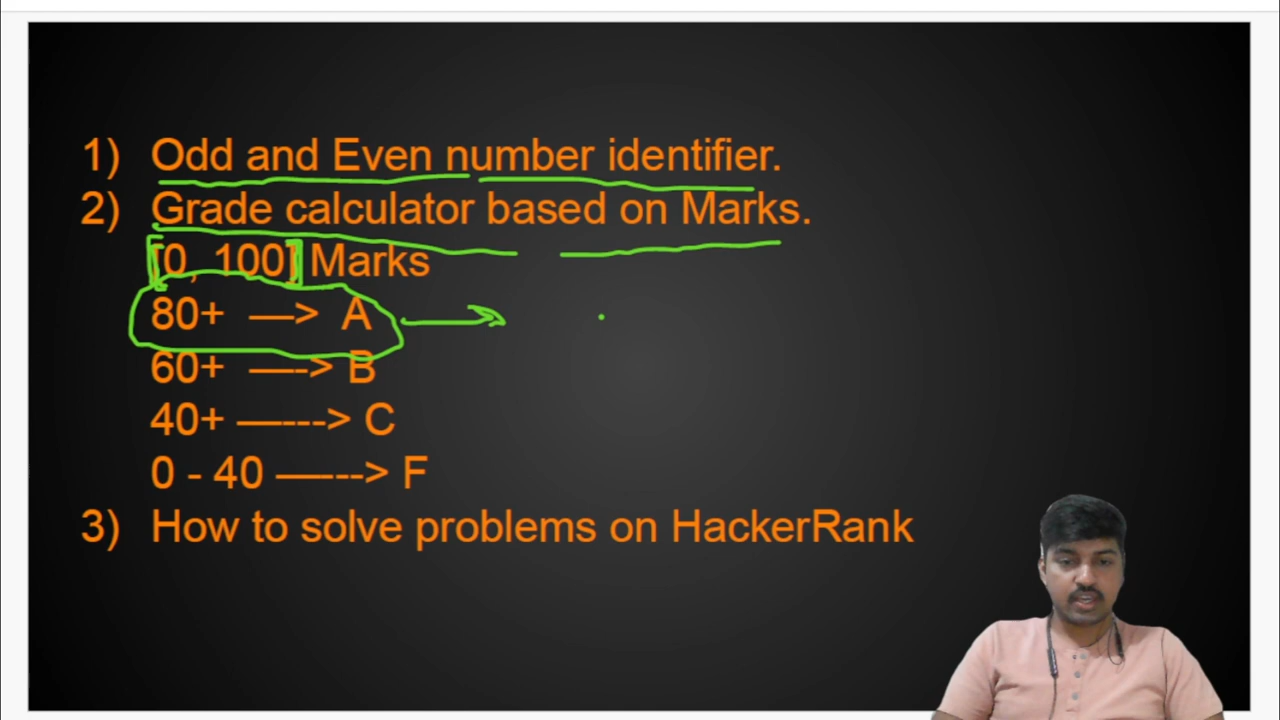 1) Odd and Even number identifier.
2) Grade calculator based on Marks.
[0, 100] Marks
80+ —> A
60+ —-> B
40+ —---> C
0 - 40 —---> F
3) How to solve problems on HackerRank